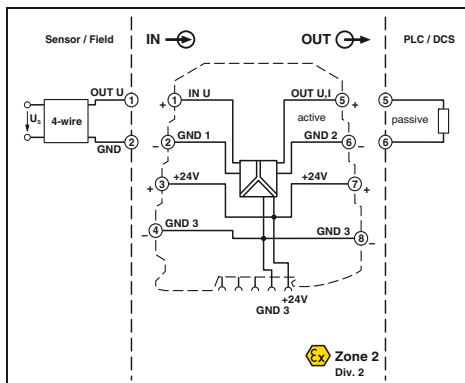 Sensor / Field
IN
OUT
PLC / DCS
OUT U
1
+
1
IN U
OUT U,I
5
+
5
Us
4-wire
active
passive
GND
2
–
2
GND 1
GND 2
6
–
6
+
3
+24V
+24V
7
+
–
4
GND 3
GND 3
8
–
+24V
GND 3
Ex
Zone 2
Div. 2